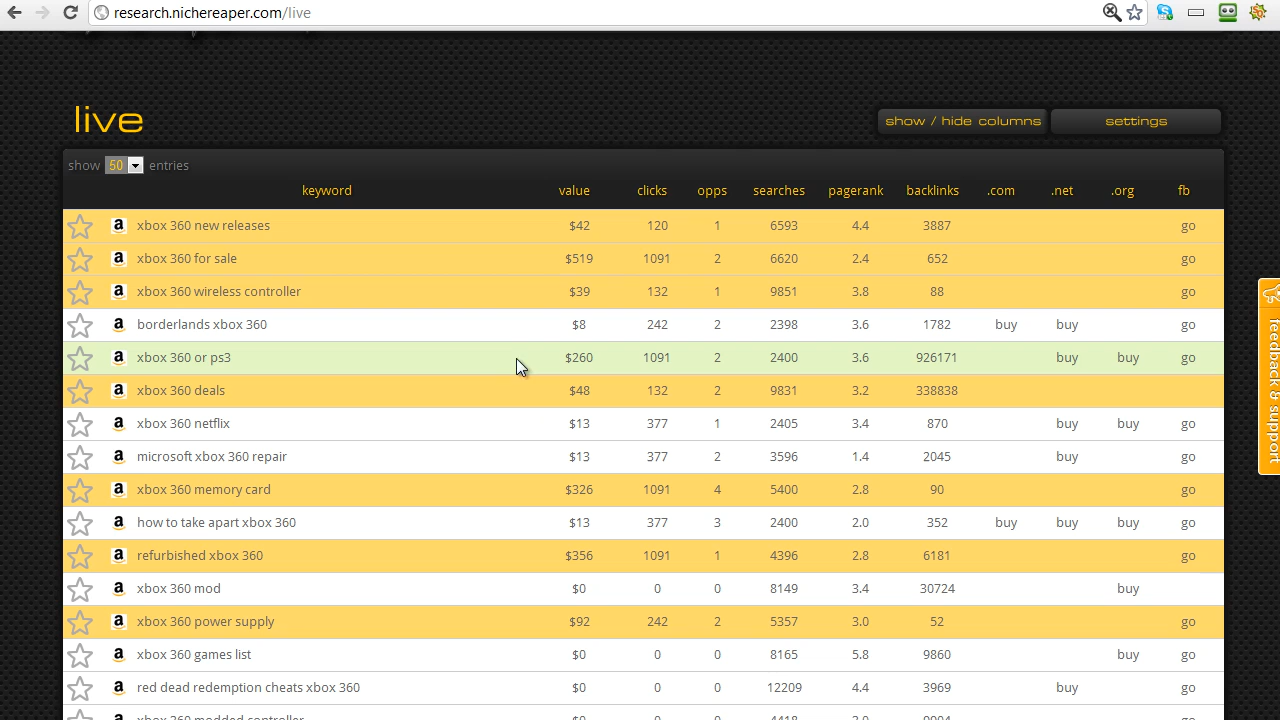 research.nichereaper.com/live
live
show / hide columns settings
show 50 entries
keyword value clicks opps searches pagerank backlinks .com .net .org fb
a xbox 360 new releases $42 120 1 6593 4.4 3887 go
a xbox 360 for sale $519 1091 2 6620 2.4 652 go
a xbox 360 wireless controller $39 132 1 9851 3.8 88 go
a borderlands xbox 360 $8 242 2 2398 3.6 1782 buy buy go
a xbox 360 or ps3 $260 1091 2 2400 3.6 926171 buy buy go
a xbox 360 deals $48 132 2 9831 3.2 338838 go
a xbox 360 netflix $13 377 1 2405 3.4 870 buy buy go
a microsoft xbox 360 repair $13 377 2 3596 1.4 2045 buy go
a xbox 360 memory card $326 1091 4 5400 2.8 90 go
a how to take apart xbox 360 $13 377 3 2400 2.0 352 buy buy buy go
a refurbished xbox 360 $356 1091 1 4396 2.8 6181 go
a xbox 360 mod $0 0 0 8149 3.4 30724 buy
a xbox 360 power supply $92 242 2 5357 3.0 52 go
a xbox 360 games list $0 0 0 8165 5.8 9860 buy go
a red dead redemption cheats xbox 360 $0 0 0 12209 4.4 3969 buy go
xbox 360 modded controller
feedback & support